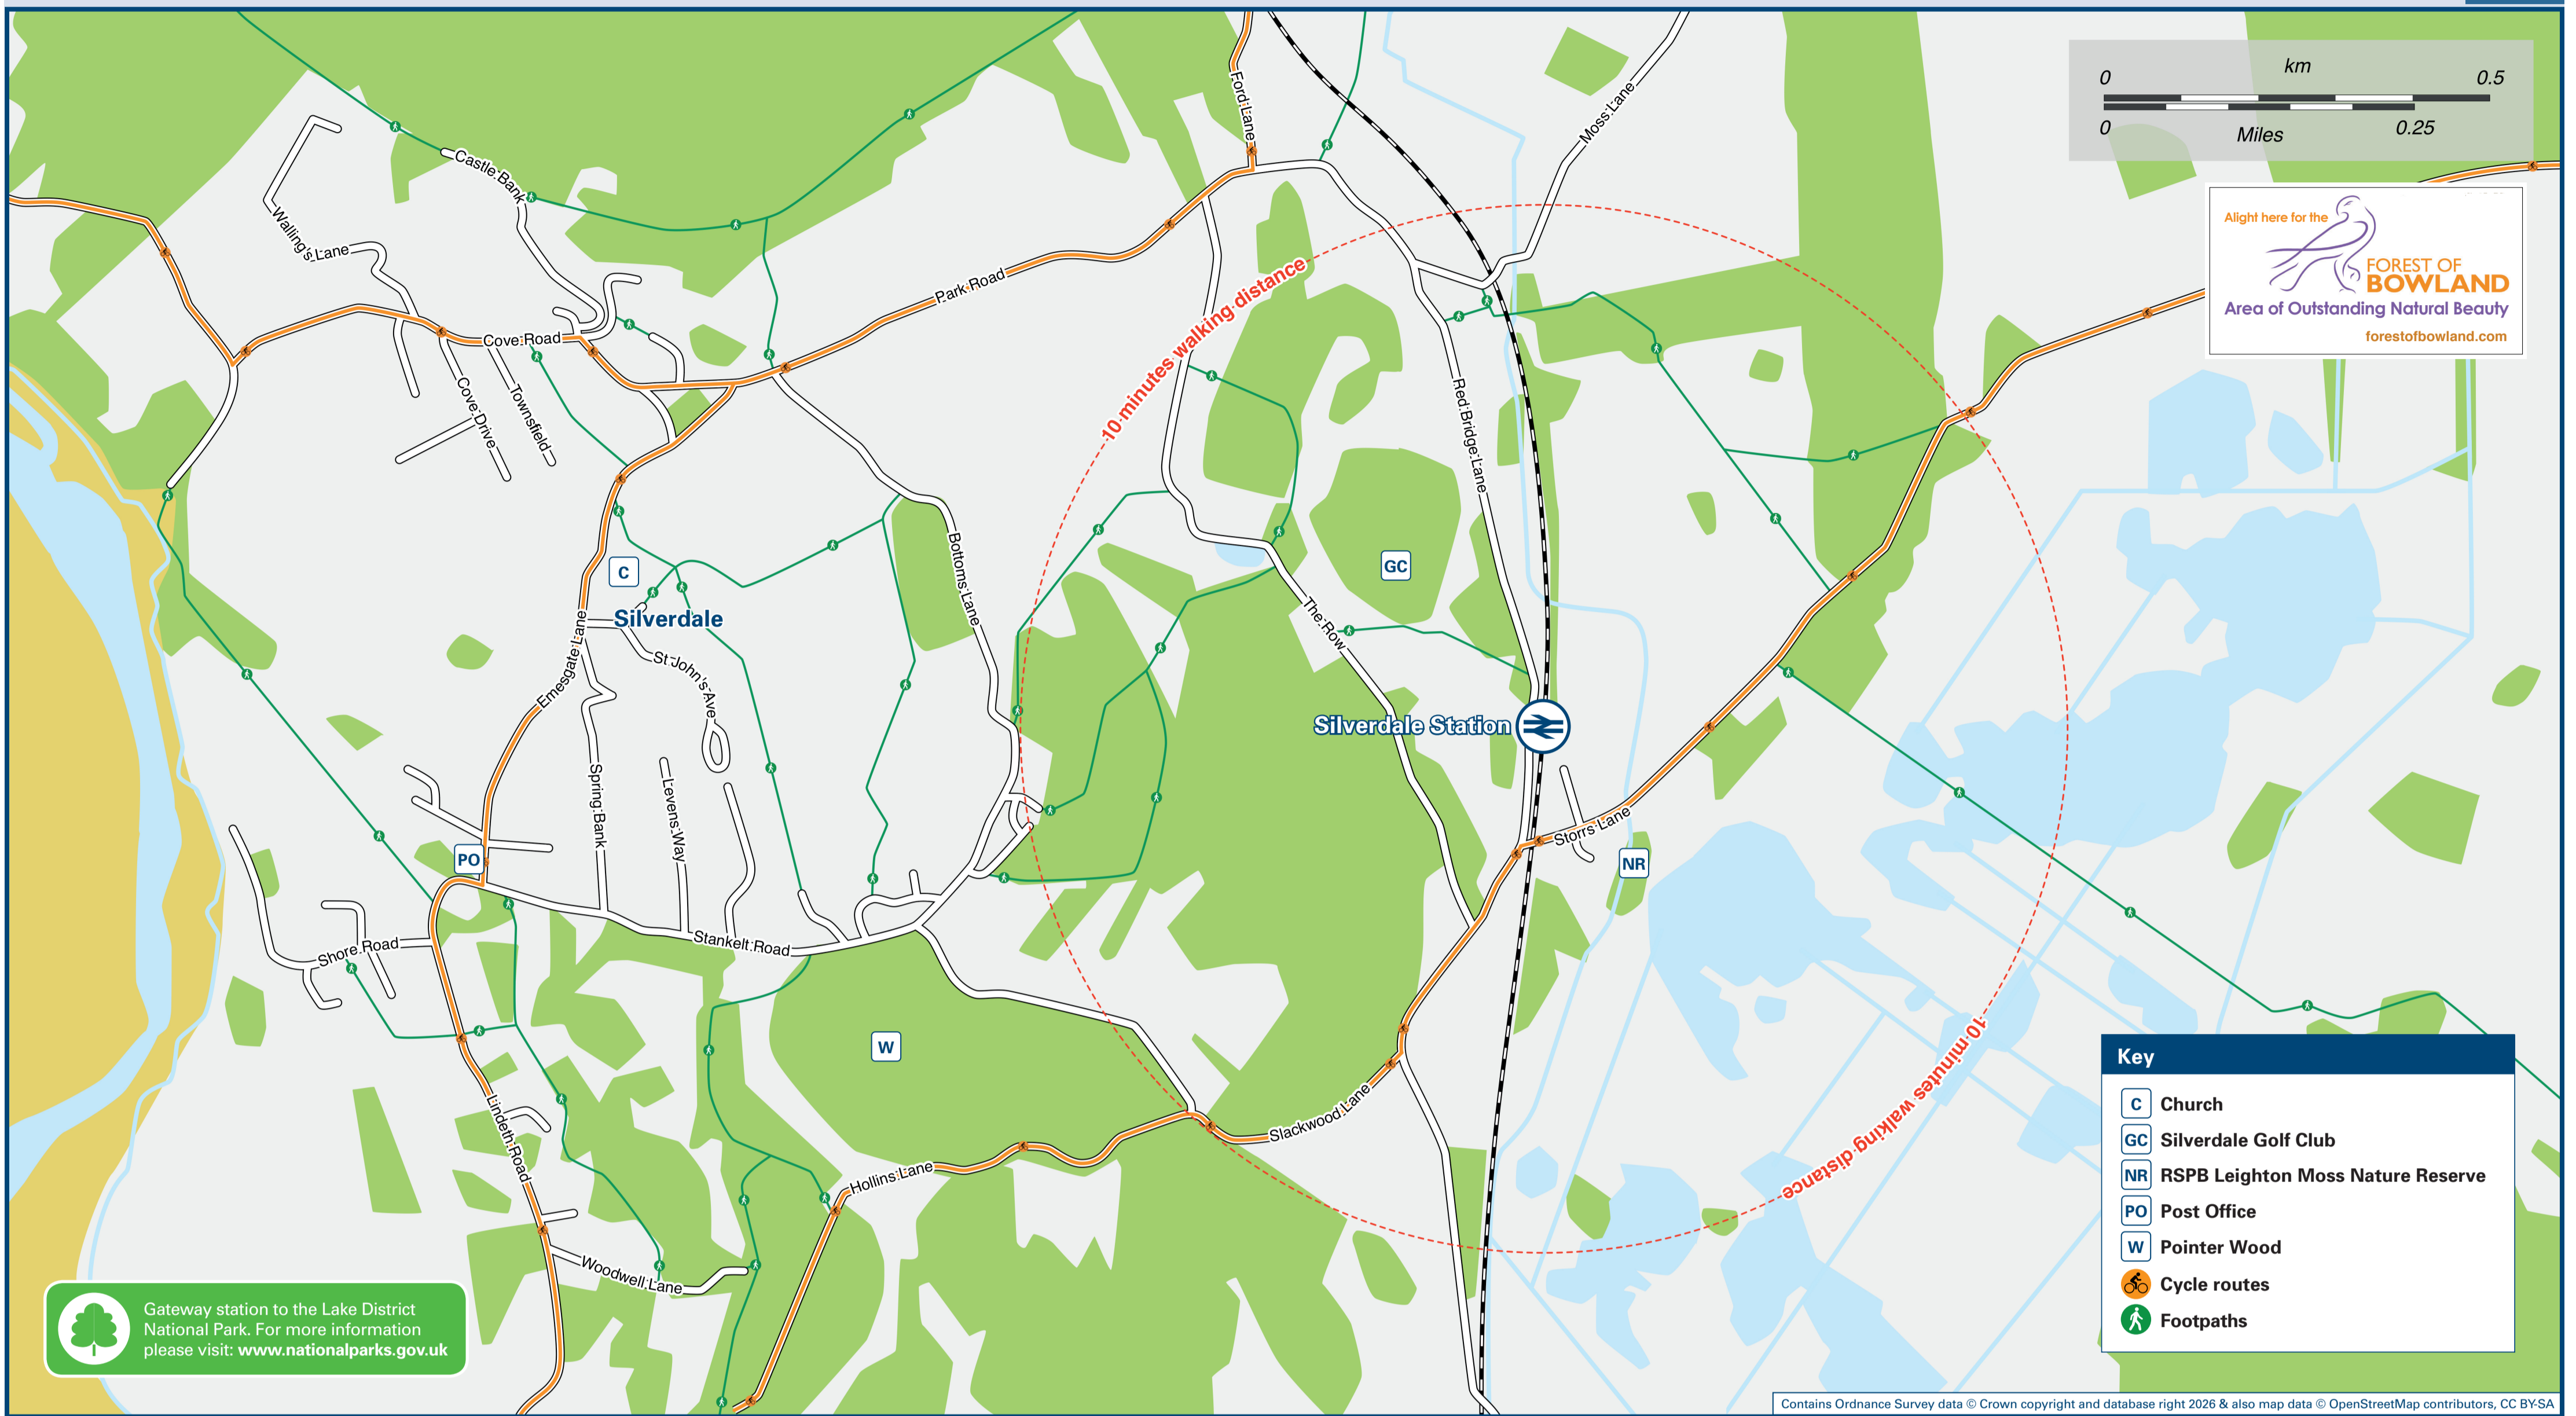 km
0
0.5
0
0.25
Miles
Alight here for the
FOREST OF
BOWLAND
Area of Outstanding Natural Beauty
forestofbowland.com
Ford Lane
Moss Lane
Castle Bank
Walling's Lane
Park Road
10 minutes walking distance
Cove Road
Cove Drive
Townsfield
Red Bridge Lane
Bottoms Lane
GC
C
Silverdale
The Row
Emesgate Lane
St John's Ave
Silverdale Station
Spring Bank
Levens Way
Storrs Lane
PO
NR
Stankelt Road
Shore Road
W
10 minutes walking distance
Lindeth Road
Slackwood Lane
Hollins Lane
Woodwell Lane
Key
C Church
GC Silverdale Golf Club
NR RSPB Leighton Moss Nature Reserve
PO Post Office
W Pointer Wood
Cycle routes
Footpaths
Gateway station to the Lake District
National Park. For more information
please visit: www.nationalparks.gov.uk
Contains Ordnance Survey data © Crown copyright and database right 2026 & also map data © OpenStreetMap contributors, CC BY-SA